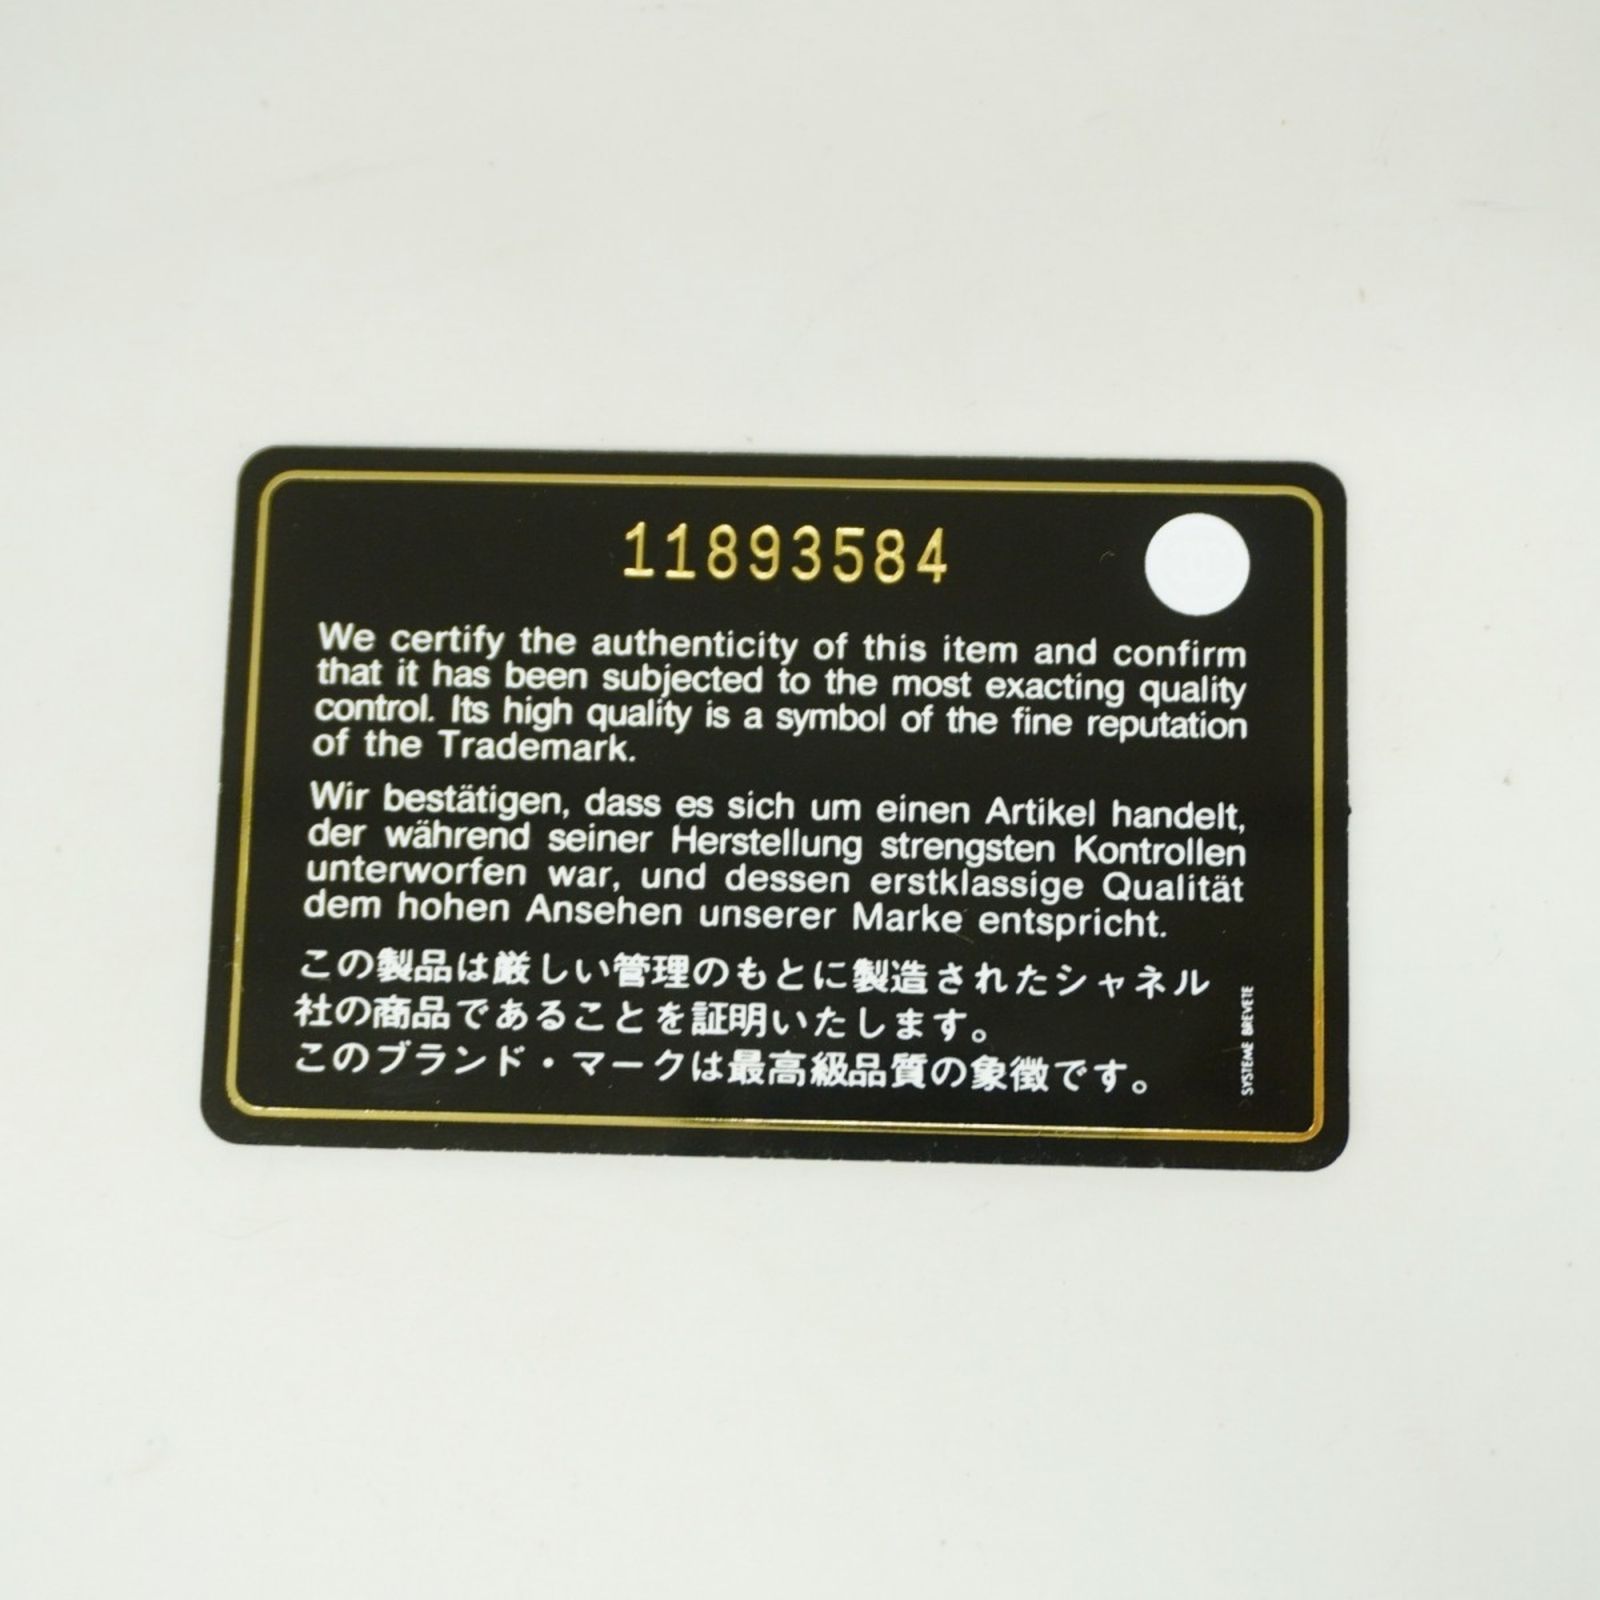 11893584
We certify the authenticity of this item and confirm
that it has been subjected to the most exacting quality
control. Its high quality is a symbol of the fine reputation
of the Trademark.
Wir bestätigen, dass es sich um einen Artikel handelt,
der während seiner Herstellung strengsten Kontrollen
unterworfen war, und dessen erstklassige Qualität
dem hohen Ansehen unserer Marke entspricht.
この製品は厳しい管理のもとに製造されたシャネル
社の商品であることを証明いたします。
このブランド・マークは最高級品質の象徴です。
SYSTEME BREVETE